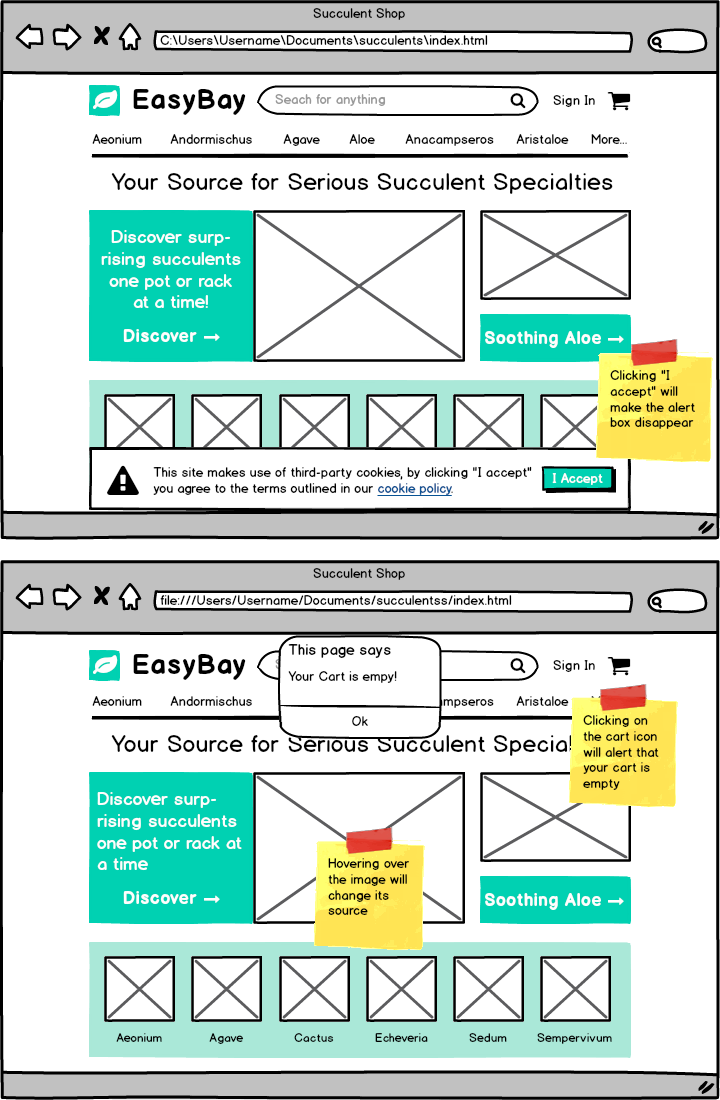 Succulent Shop
C:\Users\Username\Documents\succulents\index.html
EasyBay
Seach for anything
Sign In
Aeonium Andormischus Agave Aloe Anacampseros Aristaloe More...
Your Source for Serious Succulent Specialties
Discover surp-
rising succulents
one pot or rack
at a time!
Discover →
Soothing Aloe →
Clicking "I
accept" will
make the alert
box disappear
This site makes use of third-party cookies, by clicking "I accept"
you agree to the terms outlined in our cookie policy.
I Accept
Succulent Shop
file:///Users/Username/Documents/succulentss/index.html
EasyBay
Sign In
This page says
Your Cart is empy!
Ok
Aeonium Andormischus mpseros Aristaloe
Your Source for Serious Succulent Special
Clicking on
the cart icon
will alert that
your cart is
empty
Discover surp-
rising succulents
one pot or rack at
a time
Discover →
Hovering over
the image will
change its
source
Soothing Aloe →
Aeonium Agave Cactus Echeveria Sedum Sempervivum